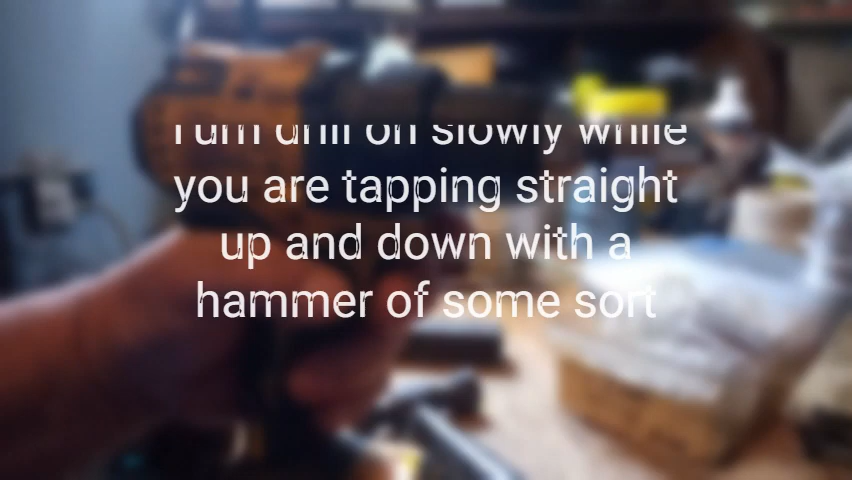 Turn drill on slowly while
you are tapping straight
up and down with a
hammer of some sort